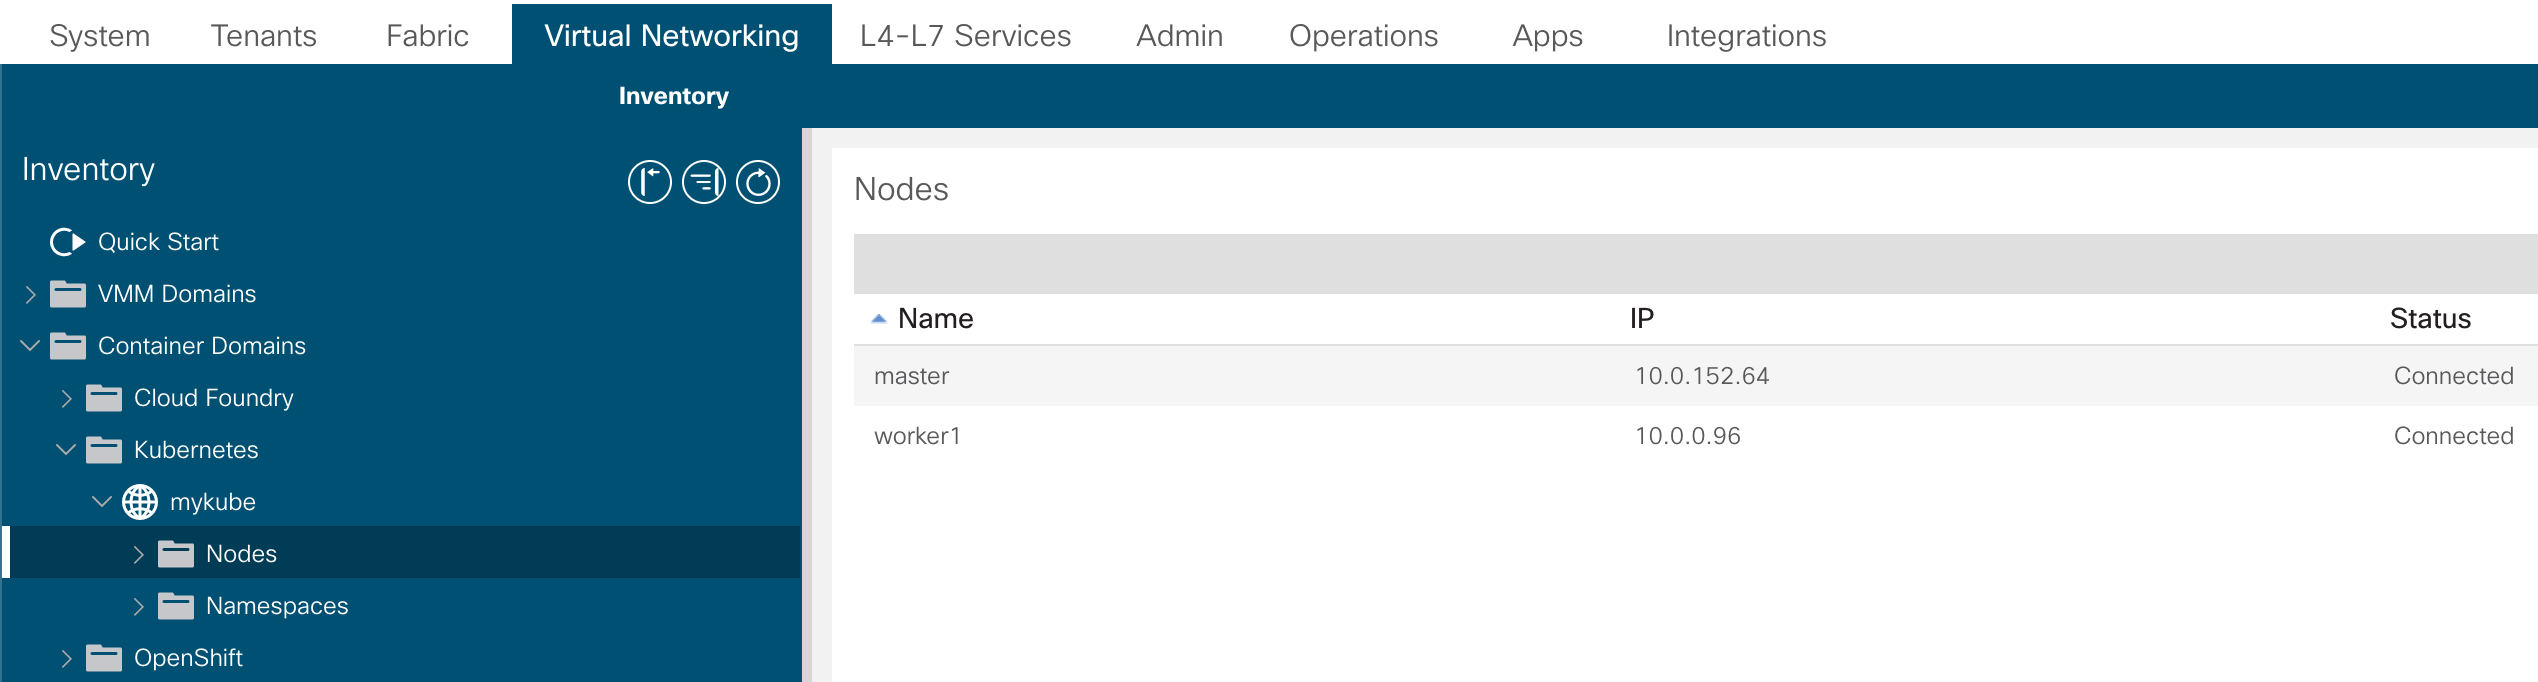 System Tenants Fabric Virtual Networking L4-L7 Services Admin Operations Apps Integrations
Inventory
Inventory
Quick Start
VMM Domains
Container Domains
Cloud Foundry
Kubernetes
mykube
Nodes
Namespaces
OpenShift
Nodes
Name IP Status
master 10.0.152.64 Connected
worker1 10.0.0.96 Connected